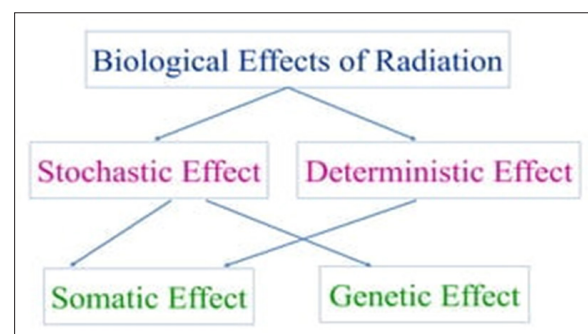 Biological Effects of Radiation
Stochastic Effect
Deterministic Effect
Somatic Effect
Genetic Effect